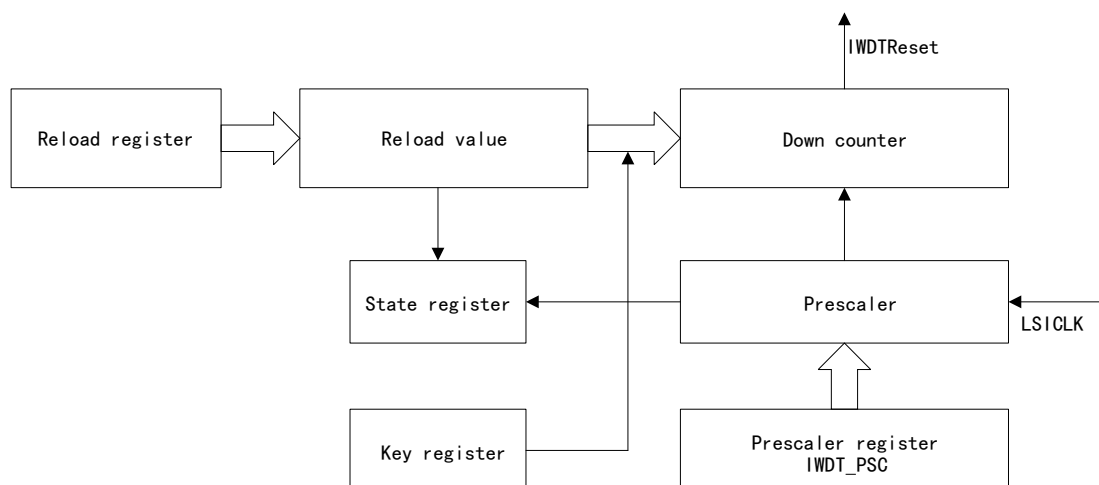 IWDTReset
Reload register
Reload value
Down counter
State register
Prescaler
LSICLK
Key register
Prescaler register
IWDT_PSC